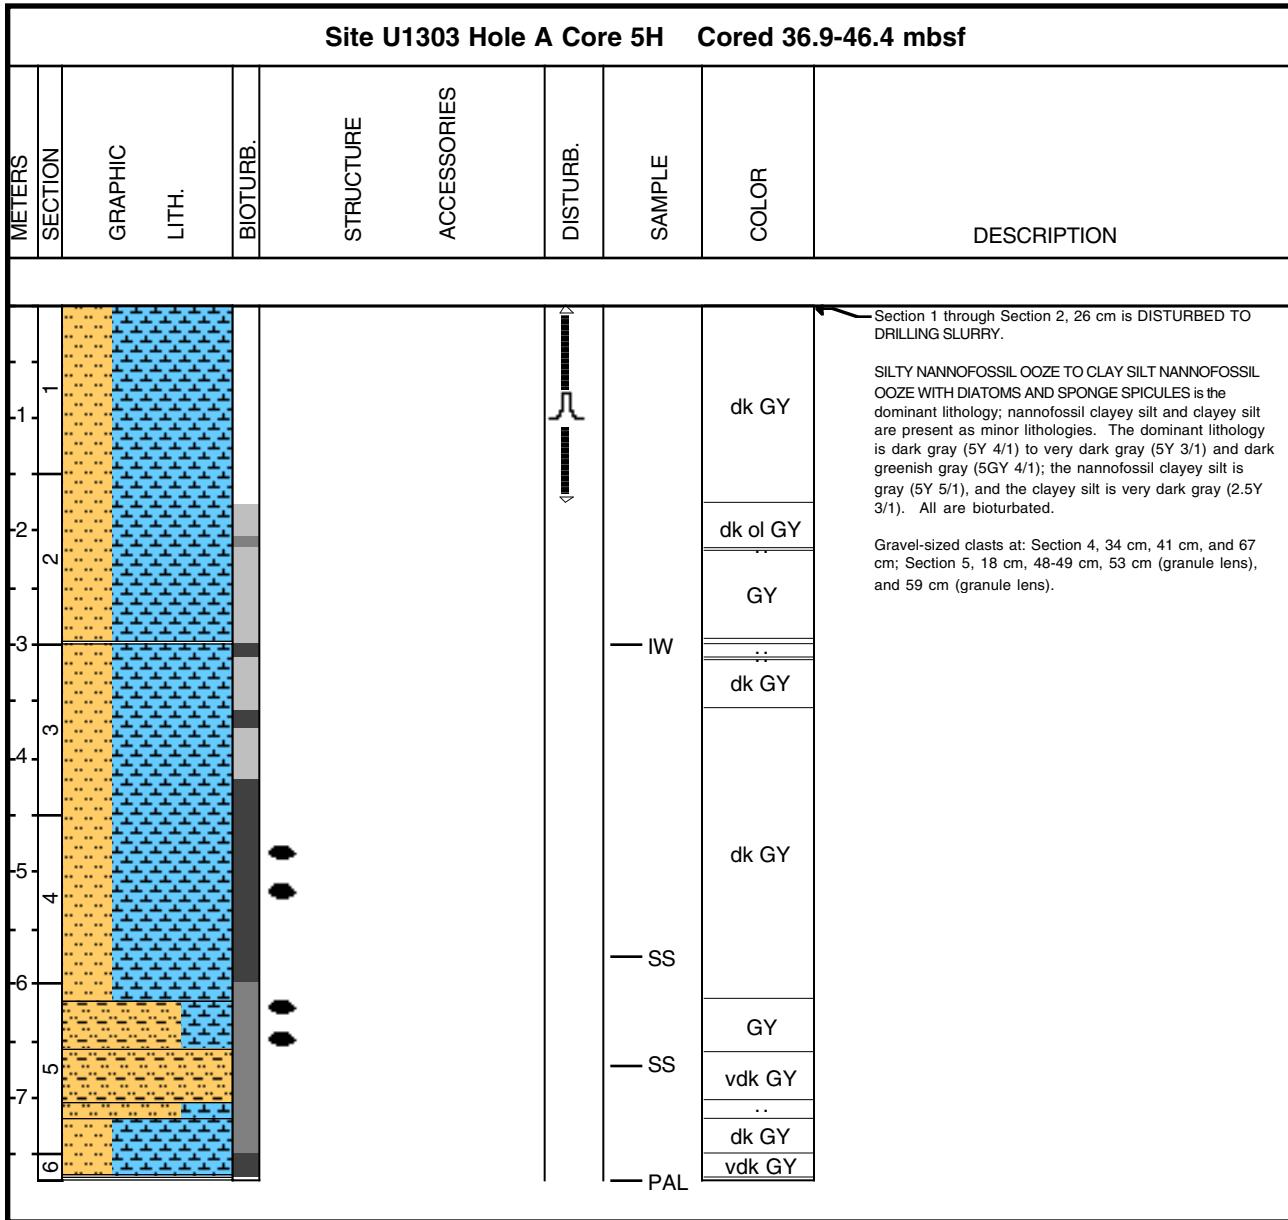 Site U1303 Hole A Core 5H Cored 36.9-46.4 mbsf
METERS
SECTION
GRAPHIC
LITH.
BIOTURB.
STRUCTURE
ACCESSORIES
DISTURB.
SAMPLE
COLOR
DESCRIPTION
1
2
3
4
5
6
7
1
2
3
4
5
6
IW
SS
SS
PAL
dk GY
dk ol GY
. .
GY
. .
dk GY
dk GY
GY
vdk GY
. .
dk GY
vdk GY
Section 1 through Section 2, 26 cm is DISTURBED TO
DRILLING SLURRY.
SILTY NANNOFOSSIL OOZE TO CLAY SILT NANNOFOSSIL
OOZE WITH DIATOMS AND SPONGE SPICULES is the
dominant lithology; nannofossil clayey silt and clayey silt
are present as minor lithologies. The dominant lithology
is dark gray (5Y 4/1) to very dark gray (5Y 3/1) and dark
greenish gray (5GY 4/1); the nannofossil clayey silt is
gray (5Y 5/1), and the clayey silt is very dark gray (2.5Y
3/1). All are bioturbated.
Gravel-sized clasts at: Section 4, 34 cm, 41 cm, and 67
cm; Section 5, 18 cm, 48-49 cm, 53 cm (granule lens),
and 59 cm (granule lens).